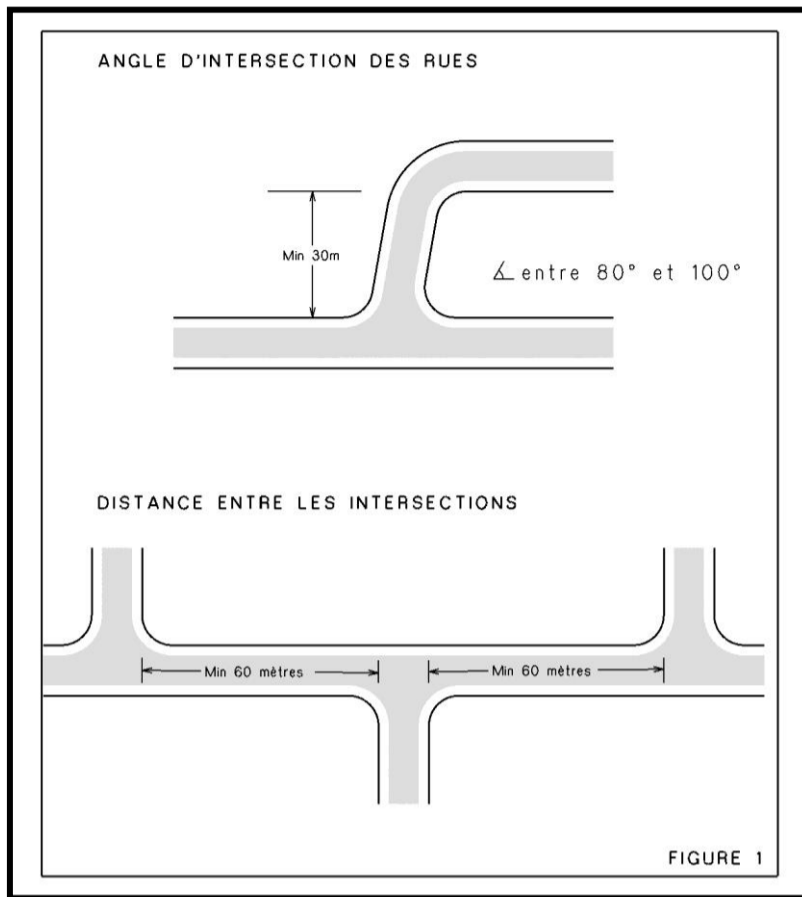 ANGLE D'INTERSECTION DES RUES
Min 30m
∡ entre 80° et 100°
DISTANCE ENTRE LES INTERSECTIONS
Min 60 mètres
Min 60 mètres
FIGURE 1